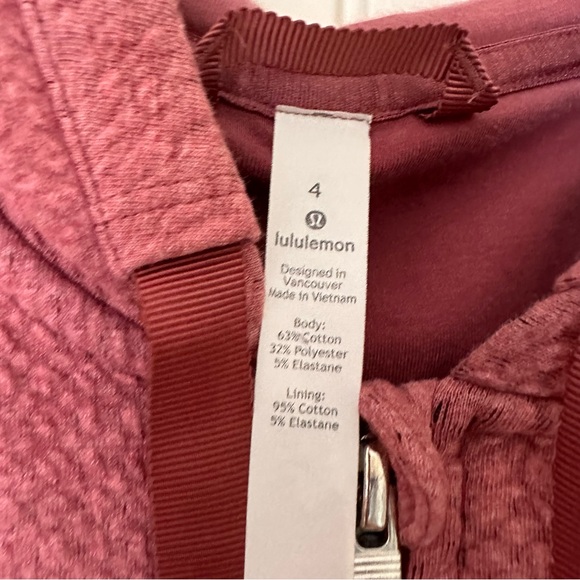 4
lululemon
Designed in
Vancouver
Made in Vietnam
Body:
63% Cotton
32% Polyester
5% Elastane
Lining:
95% Cotton
5% Elastane